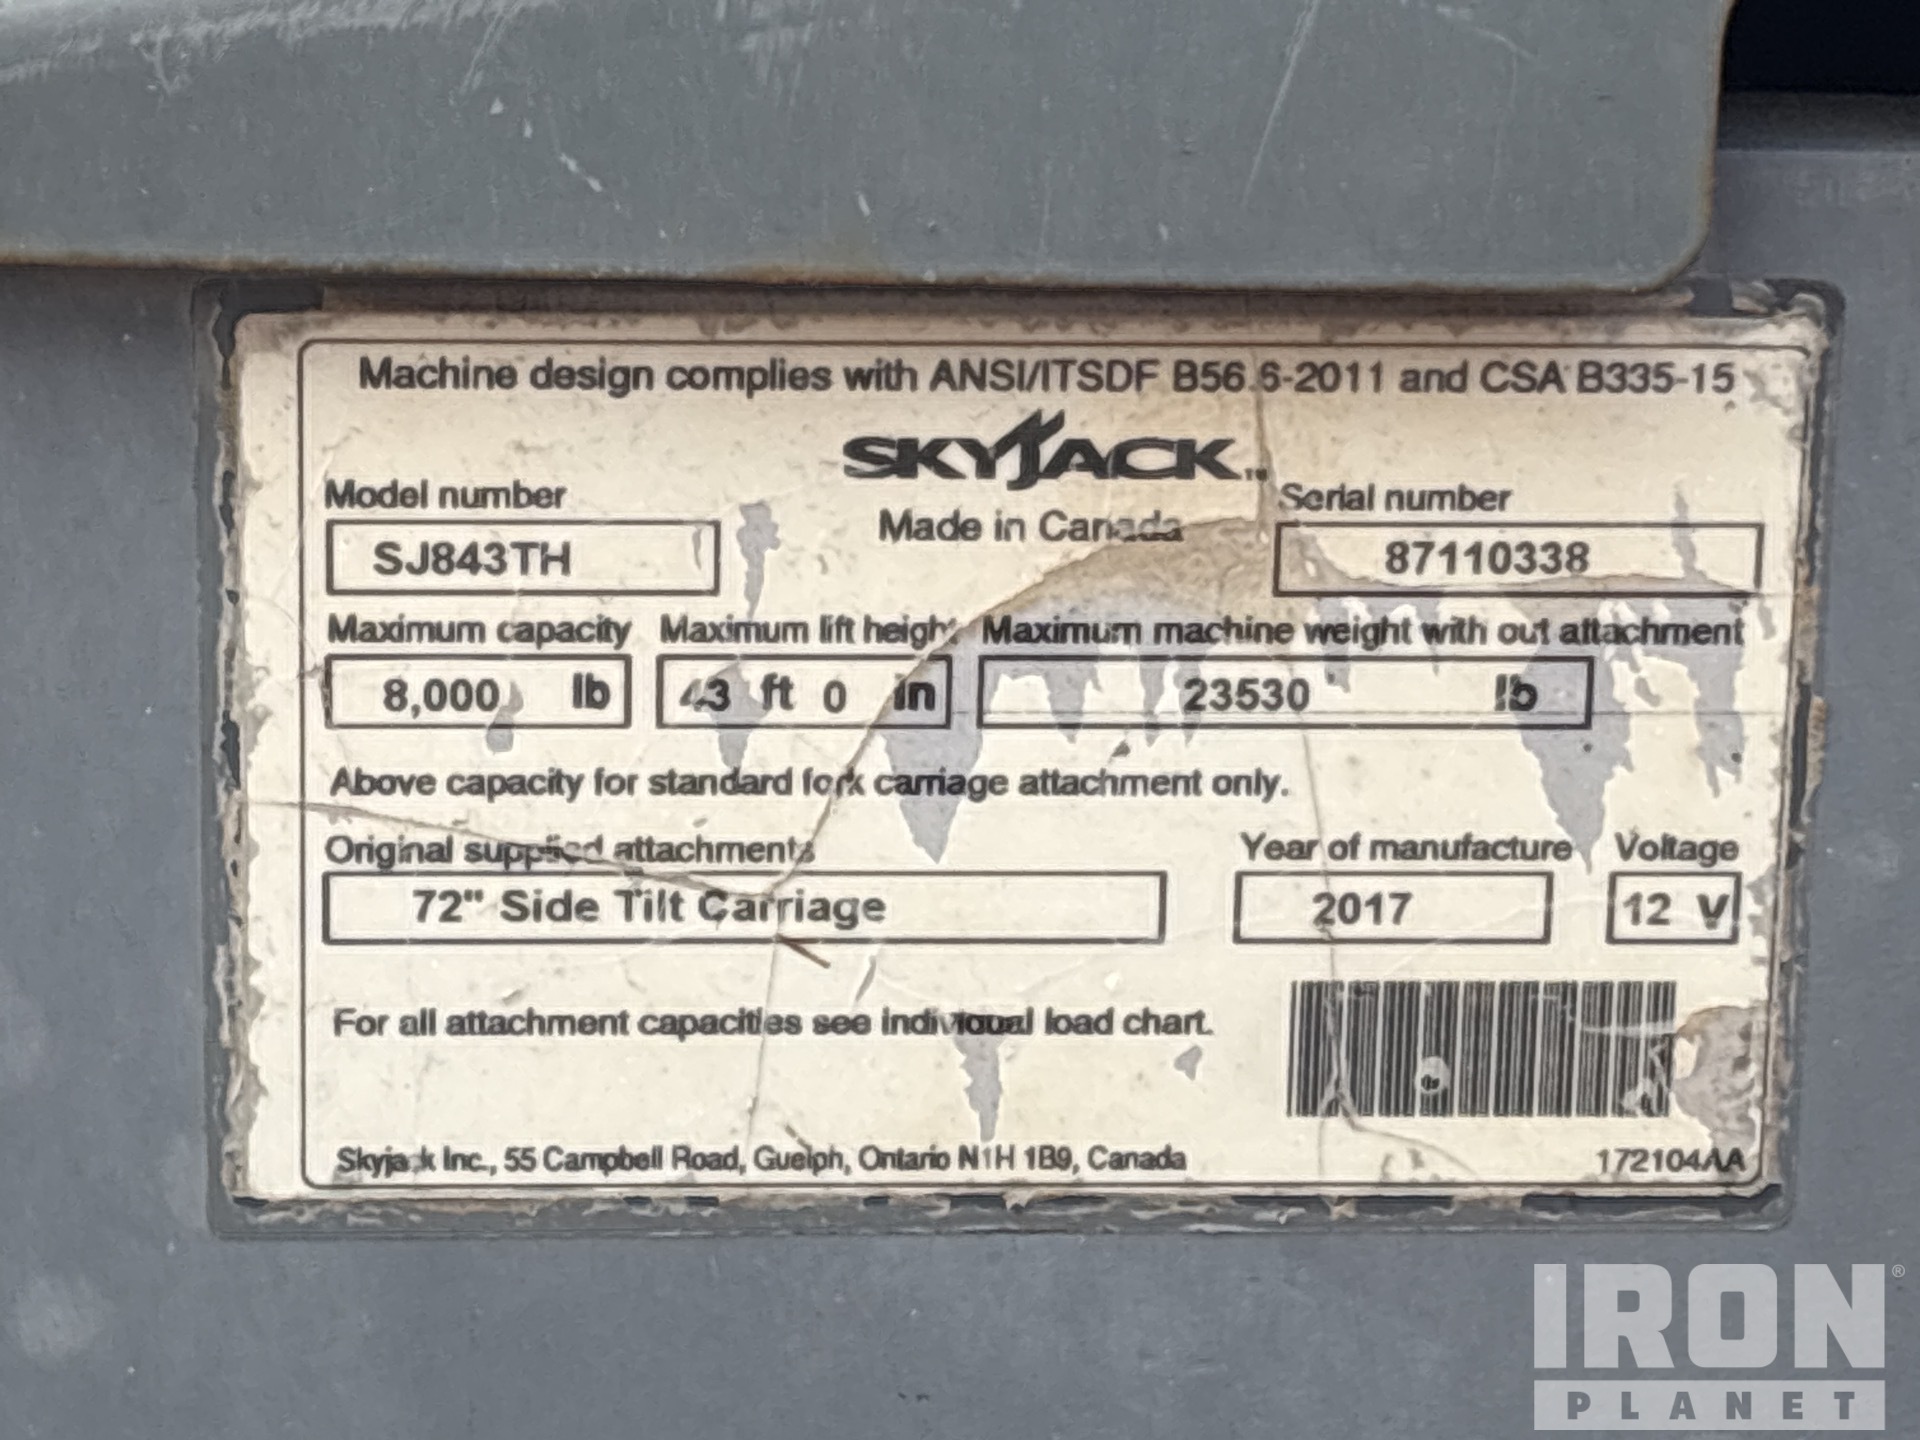 Machine design complies with ANSI/ITSDF B56.6-2011 and CSA B335-15
SKYJACK™
Made in Canada
Model number
SJ843TH
Serial number
87110338
Maximum capacity
8,000 lb
Maximum lift height
43 ft 0 in
Maximum machine weight with out attachment
23530 lb
Above capacity for standard fork carriage attachment only.
Original supplied attachments
72" Side Tilt Carriage
Year of manufacture
2017
Voltage
12 V
For all attachment capacities see individual load chart.
Skyjack Inc., 55 Campbell Road, Guelph, Ontario N1H 1B9, Canada
172104AA
IRON ®
PLANET